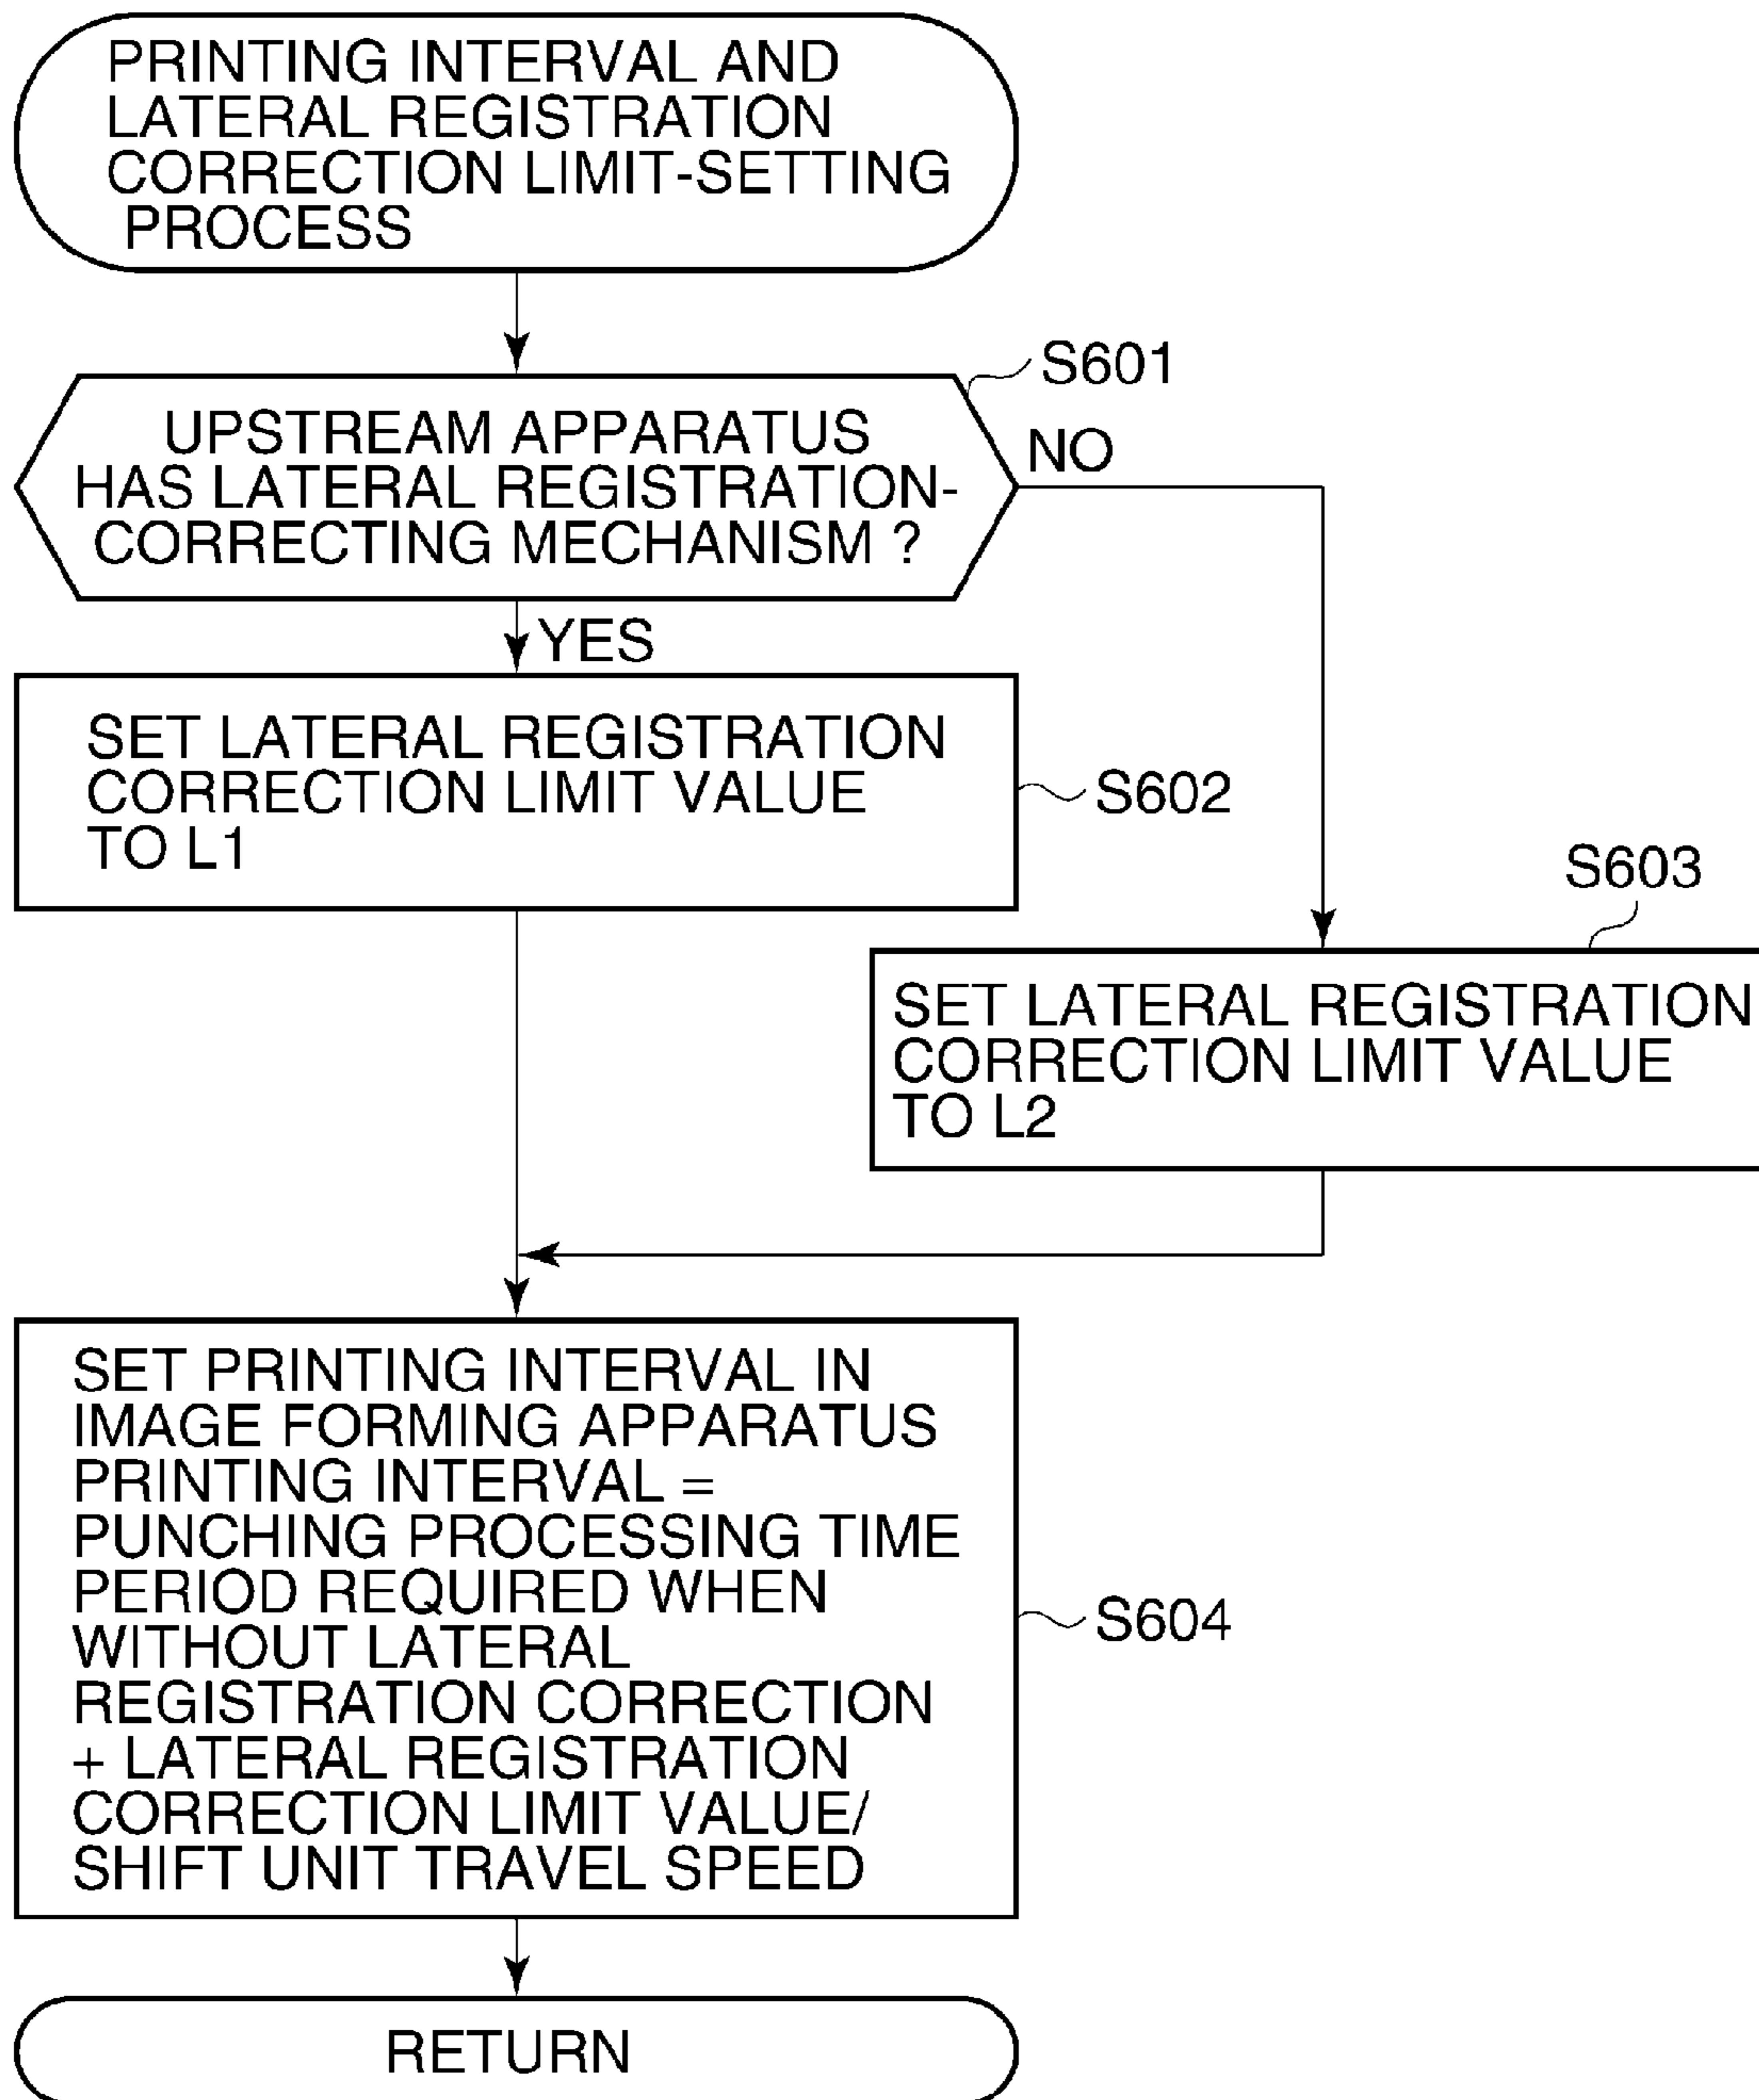 PRINTING INTERVAL AND
LATERAL REGISTRATION
CORRECTION LIMIT-SETTING
PROCESS
S601
UPSTREAM APPARATUS
HAS LATERAL REGISTRATION-
CORRECTING MECHANISM ?
NO
YES
SET LATERAL REGISTRATION
CORRECTION LIMIT VALUE
TO L1
S602
S603
SET LATERAL REGISTRATION
CORRECTION LIMIT VALUE
TO L2
SET PRINTING INTERVAL IN
IMAGE FORMING APPARATUS
PRINTING INTERVAL =
PUNCHING PROCESSING TIME
PERIOD REQUIRED WHEN
WITHOUT LATERAL
REGISTRATION CORRECTION
+ LATERAL REGISTRATION
CORRECTION LIMIT VALUE/
SHIFT UNIT TRAVEL SPEED
S604
RETURN